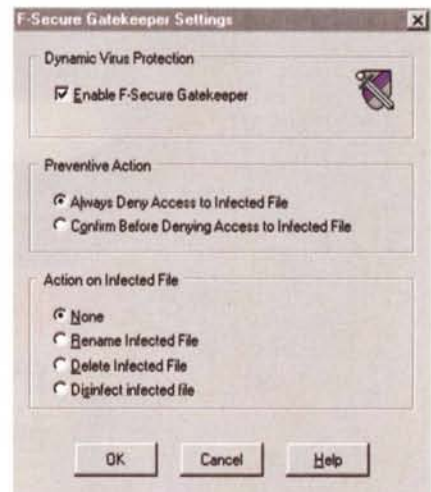 F-Secure Gatekeeper Settings
Dynamic Virus Protection
Enable F-Secure Gatekeeper
Preventive Action
Always Deny Access to Infected File
Confirm Before Denying Access to Infected File
Action on Infected File
None
Rename Infected File
Delete Infected File
Disinfect infected file
OK Cancel Help